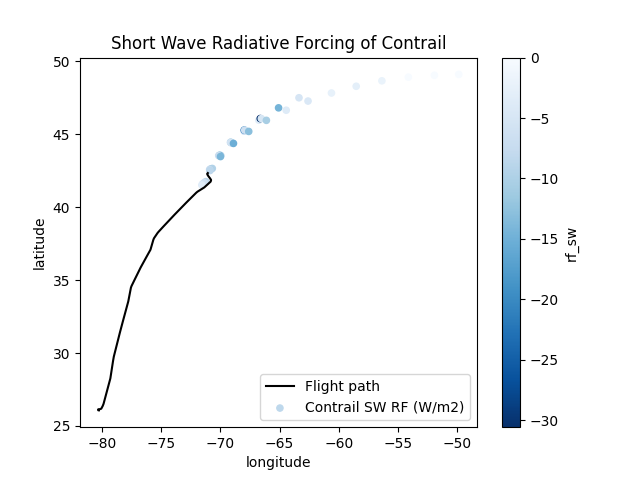 Short Wave Radiative Forcing of Contrail
50
45
40
35
30
25
latitude
−80 −75 −70 −65 −60 −55 −50
longitude
Flight path
Contrail SW RF (W/m2)
0
−5
−10
−15
−20
−25
−30
rf_sw